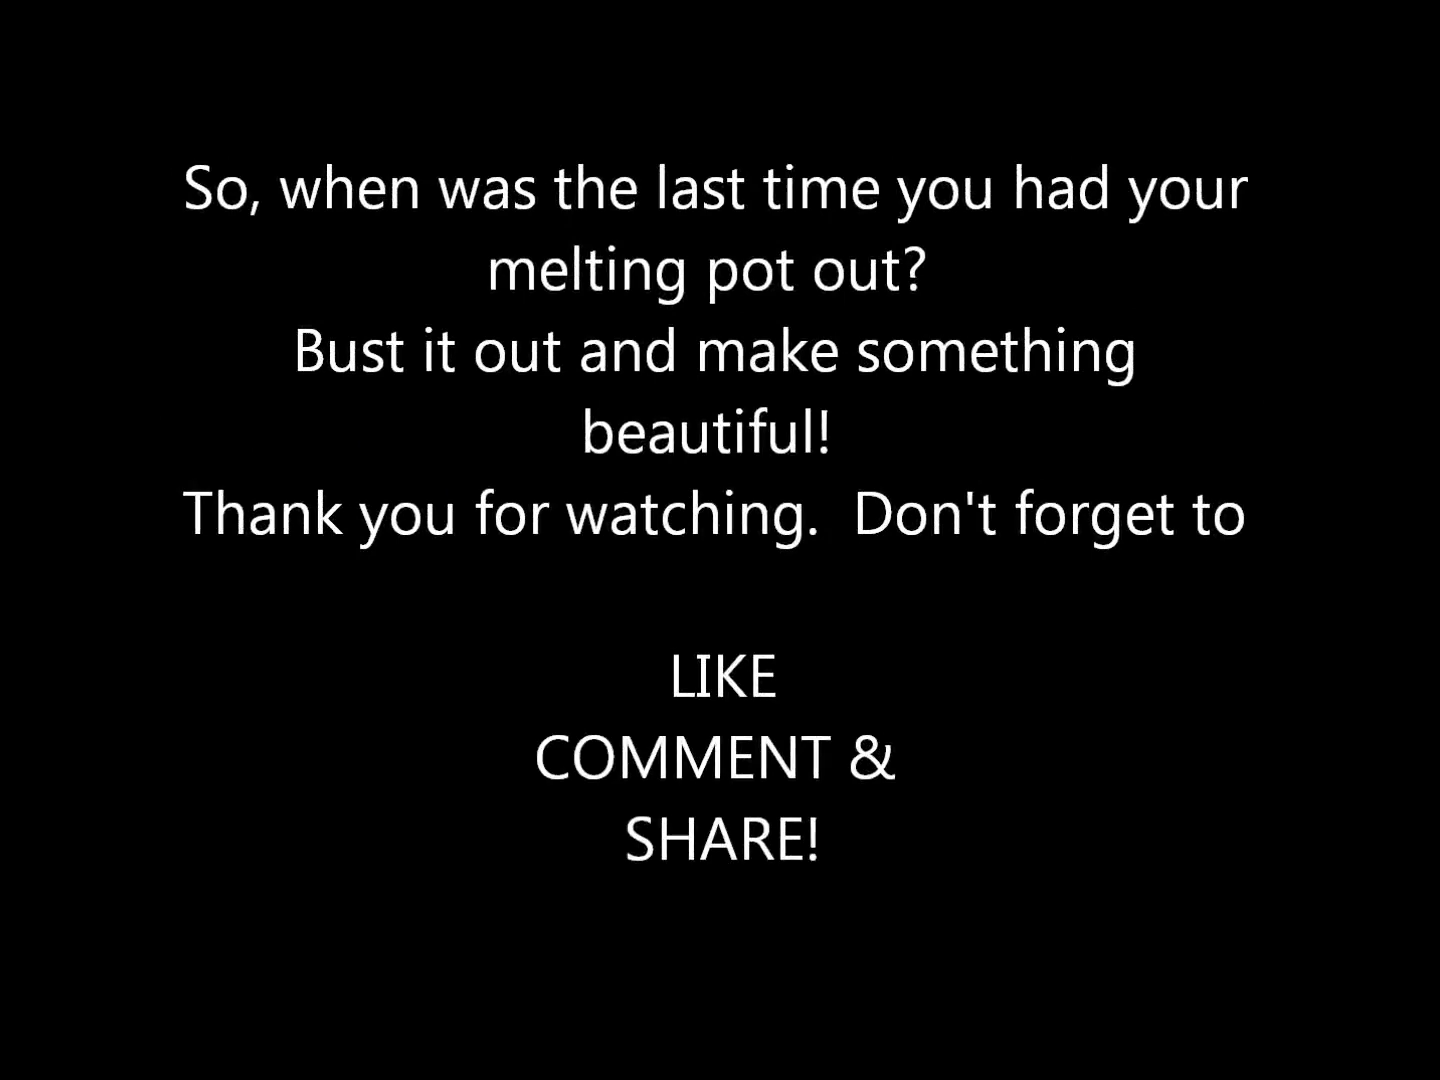 So, when was the last time you had your
melting pot out?
Bust it out and make something
beautiful!
Thank you for watching.  Don't forget to
LIKE
COMMENT &
SHARE!